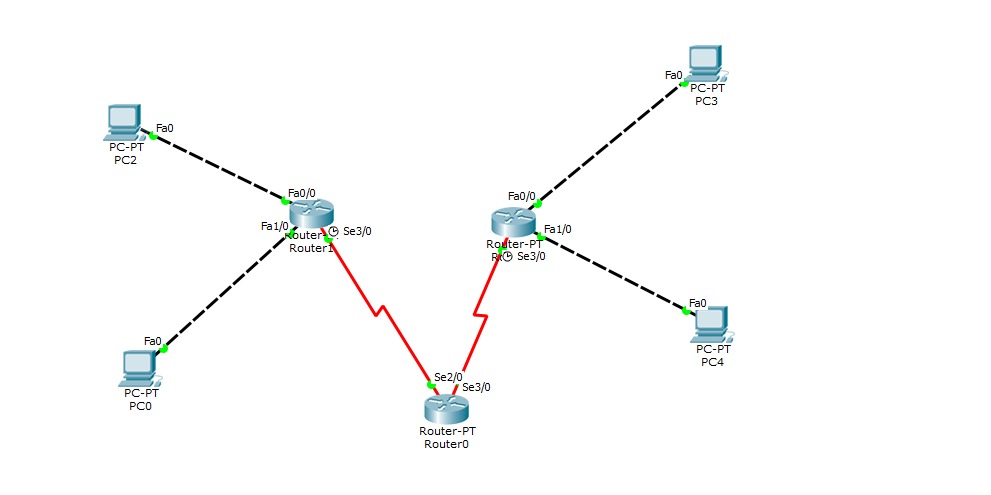 Fa0
PC-PT
PC3
Fa0
PC-PT
PC2
Fa0/0
Fa1/0
Se3/0
Router1
Fa0/0
Fa1/0
Router-PT
Se3/0
Fa0
PC-PT
PC4
Fa0
PC-PT
PC0
Se2/0
Se3/0
Router-PT
Router0